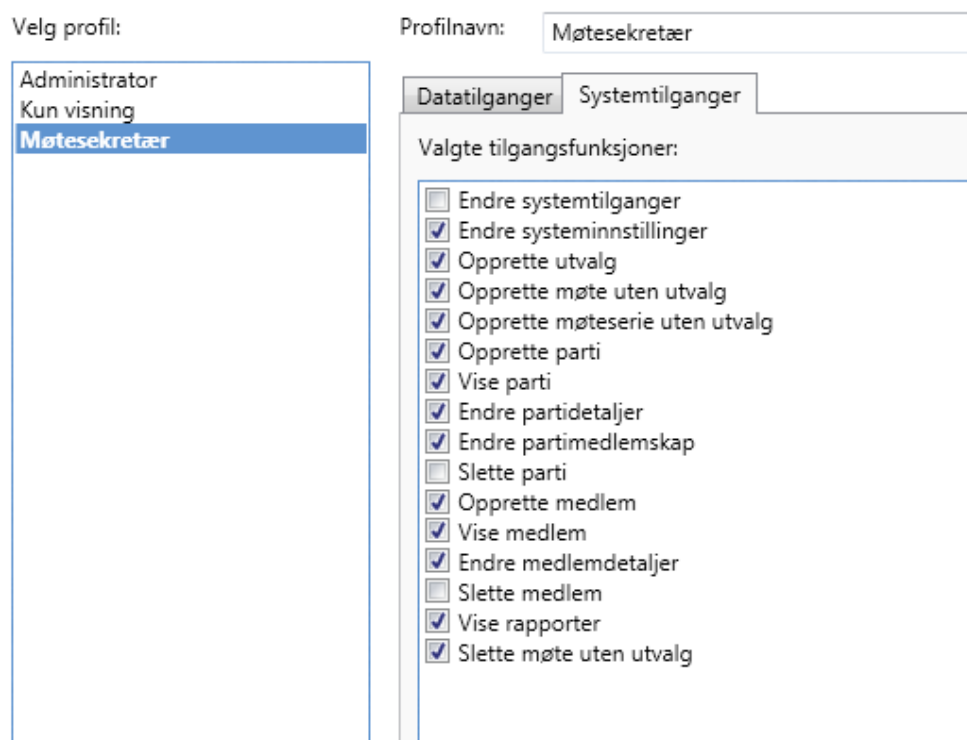 Velg profil:
Administrator
Kun visning
Møtesekretær
Profilnavn:
Møtesekretær
Datatilganger
Systemtilganger
Valgte tilgangsfunksjoner:
Endre systemtilganger
Endre systeminnstillinger
Opprette utvalg
Opprette møte uten utvalg
Opprette møteserie uten utvalg
Opprette parti
Vise parti
Endre partidetaljer
Endre partimedlemskap
Slette parti
Opprette medlem
Vise medlem
Endre medlemdetaljer
Slette medlem
Vise rapporter
Slette møte uten utvalg